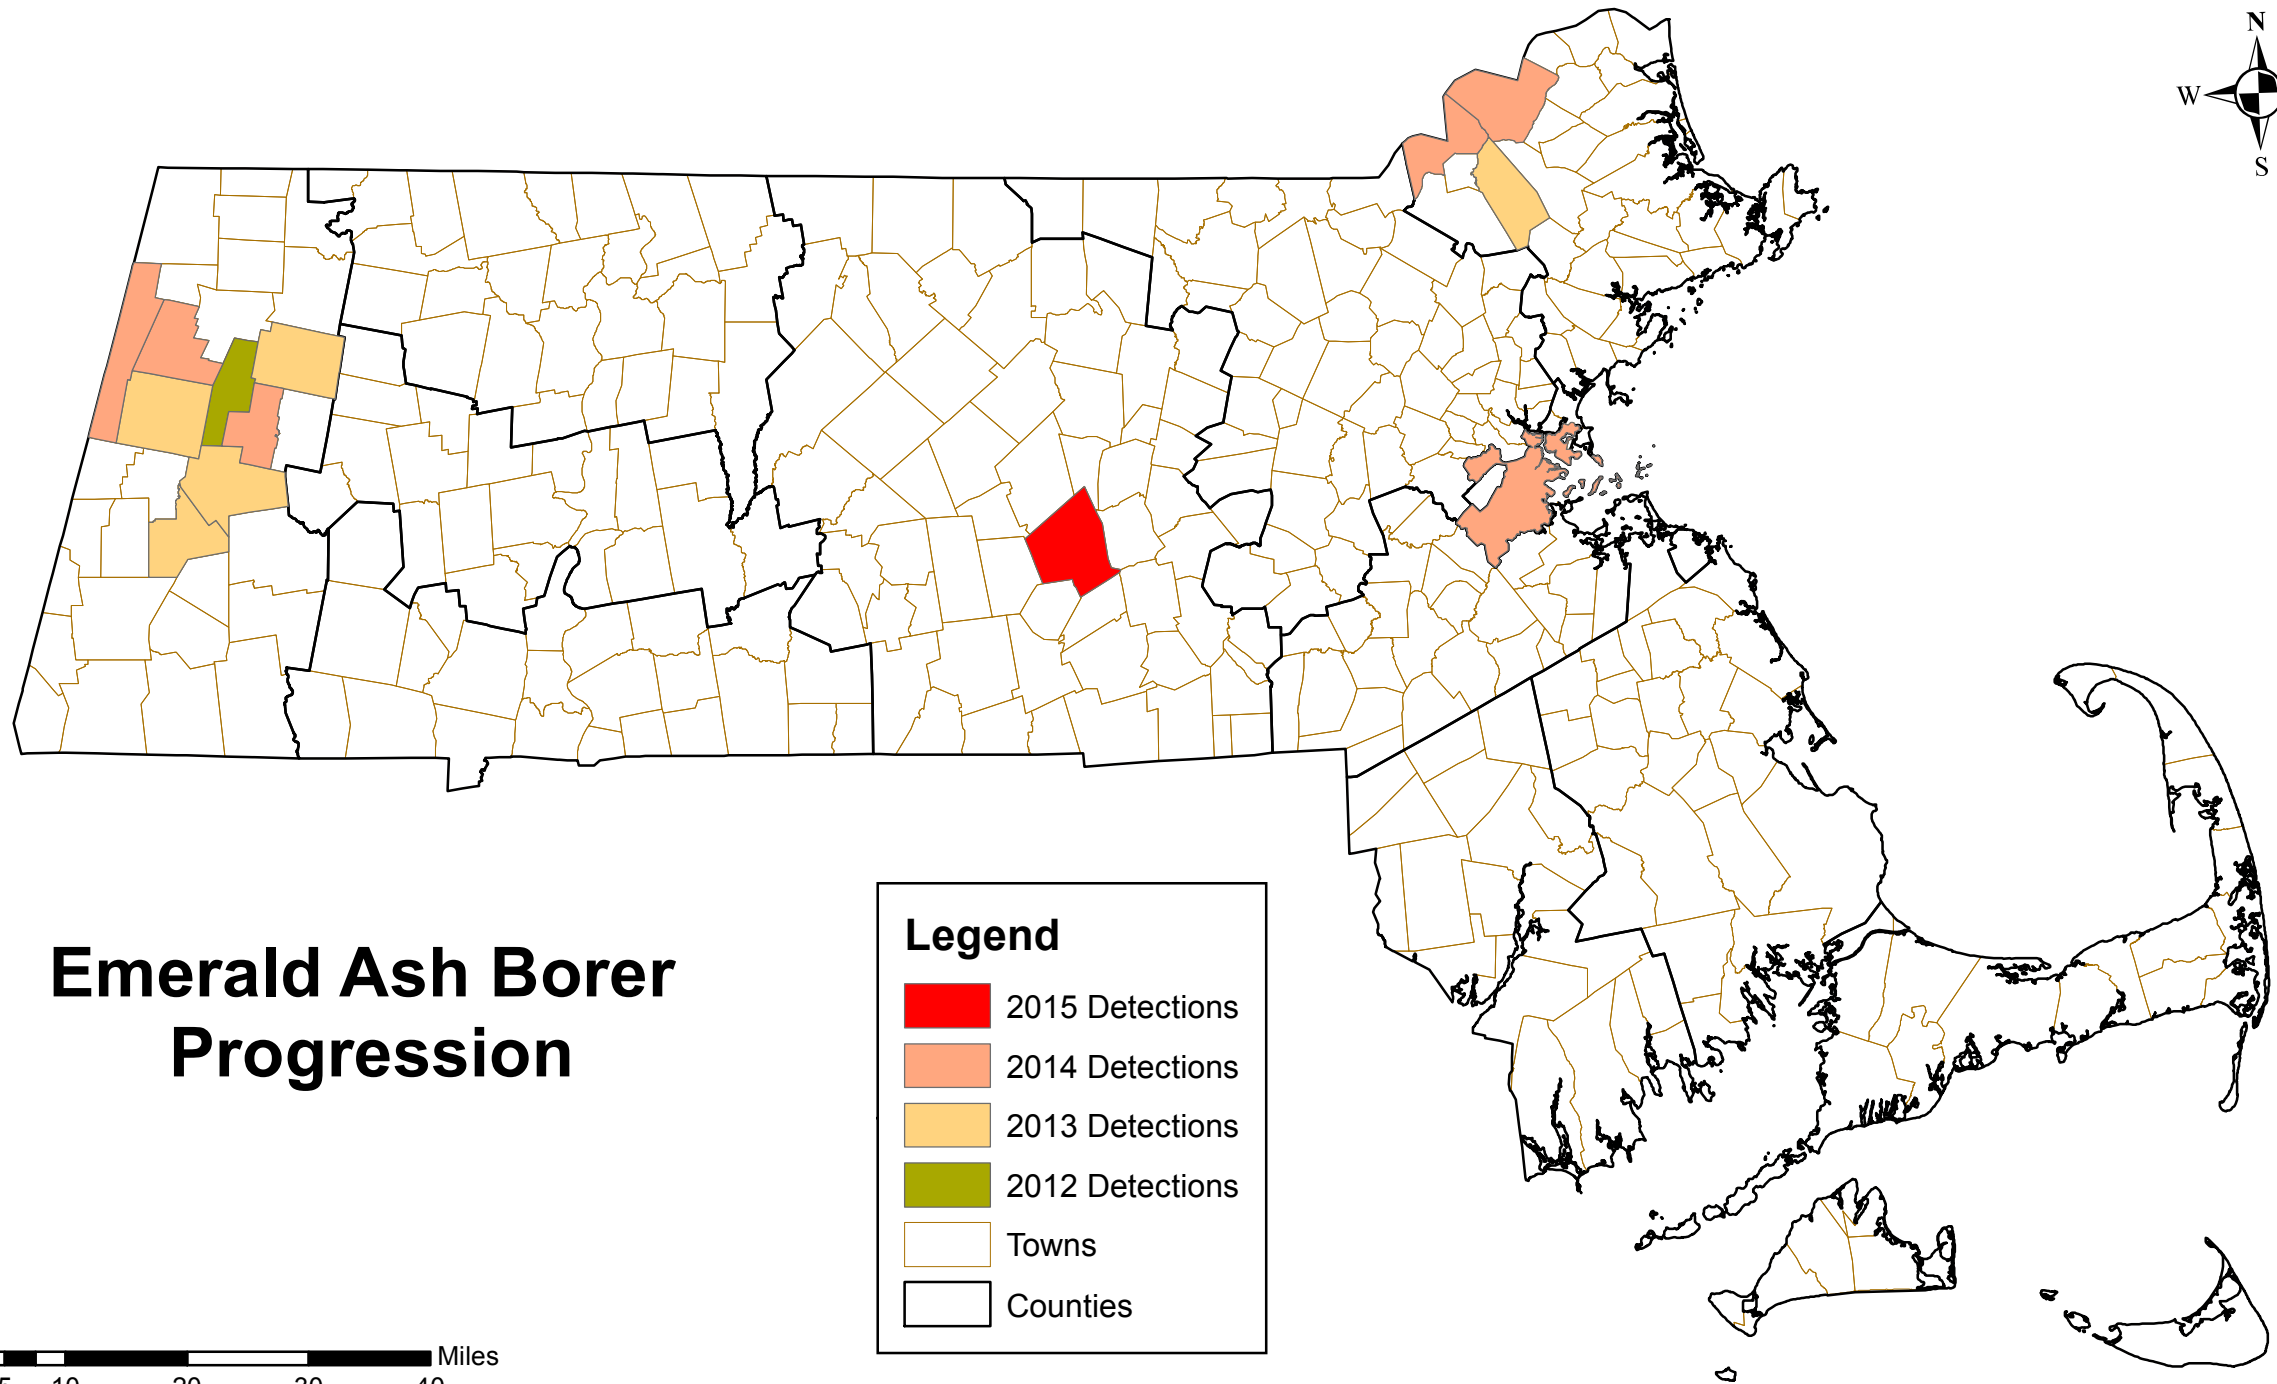 N
W
S
Emerald Ash Borer
Progression
Legend
2015 Detections
2014 Detections
2013 Detections
2012 Detections
Towns
Counties
Miles